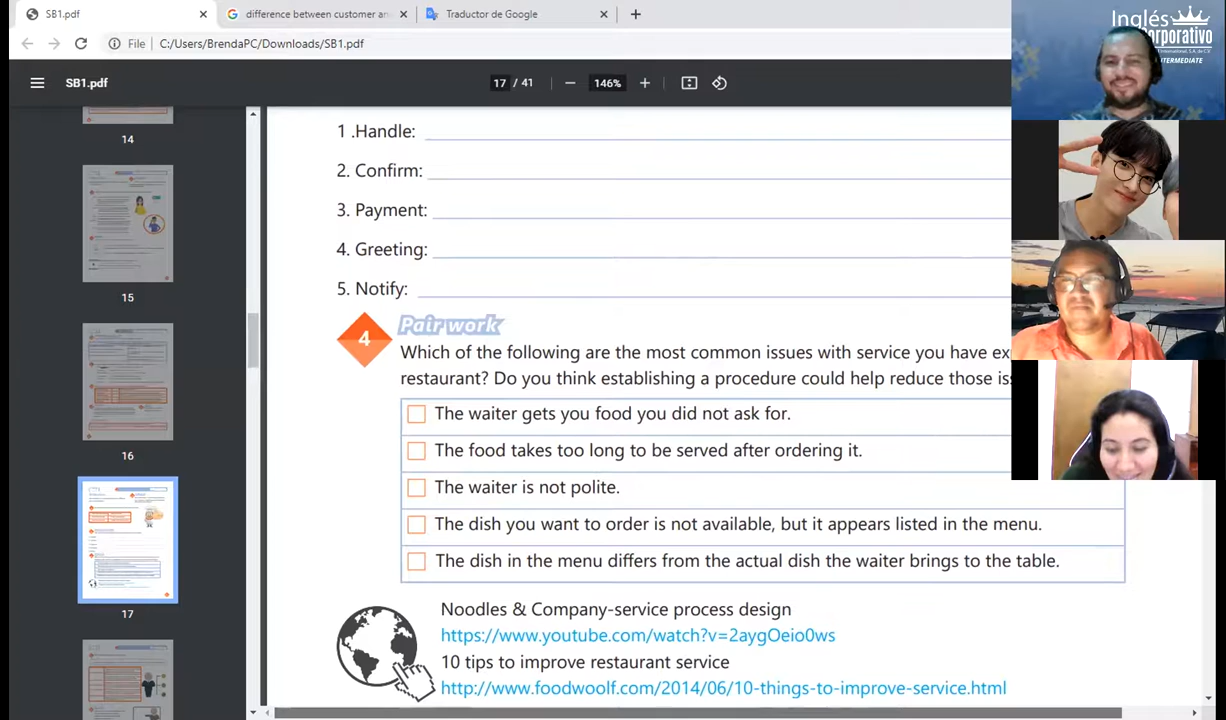 SB1.pdf
difference between customer an
Traductor de Google
File
C:/Users/BrendaPC/Downloads/SB1.pdf
SB1.pdf
17 / 41
146%
14
15
16
17
1 .Handle:
2. Confirm:
3. Payment:
4. Greeting:
5. Notify:
4
Pair work
Which of the following are the most common issues with service you have ex
restaurant? Do you think establishing a procedure could help reduce those is
The waiter gets you food you did not ask for.
The food takes too long to be served after ordering it.
The waiter is not polite.
The dish you want to order is not available, but it appears listed in the menu.
The dish in the menu differs from the actual dish the waiter brings to the table.
Noodles & Company-service process design
https://www.youtube.com/watch?v=2aygOeio0ws
10 tips to improve restaurant service
http://www.foodwoolf.com/2014/06/10-things-to-improve-service.html
Inglés
orporativo
International, S.A. de C.V.
TERMEDIATE